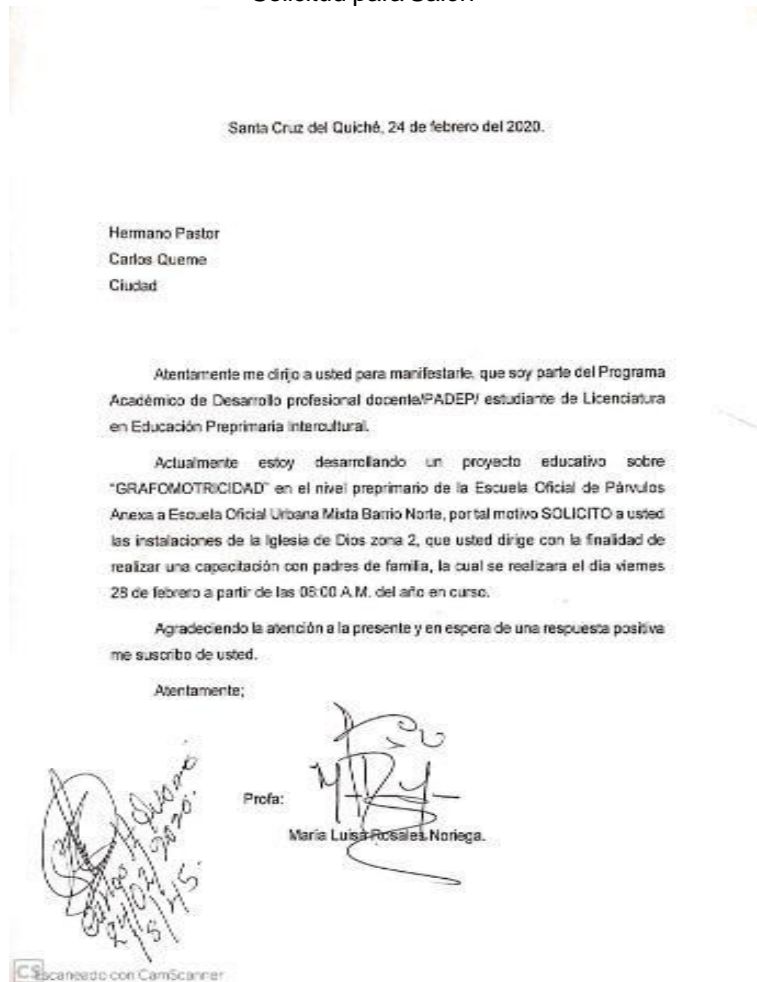 Solicitud para Salón
Santa Cruz del Quiché, 24 de febrero del 2020.
Hermano Pastor
Carlos Queme
Ciudad
Atentamente me dirijo a usted para manifestarle, que soy parte del Programa
Académico de Desarrollo profesional docente/PADEP/ estudiante de Licenciatura
en Educación Preprimaria Intercultural.
Actualmente estoy desarrollando un proyecto educativo sobre
"GRAFOMOTRICIDAD" en el nivel preprimario de la Escuela Oficial de Párvulos
Anexa a Escuela Oficial Urbana Mixta Barrio Norte, por tal motivo SOLICITO a usted
las instalaciones de la Iglesia de Dios zona 2, que usted dirige con la finalidad de
realizar una capacitación con padres de familia, la cual se realizara el día viernes
28 de febrero a partir de las 08:00 A.M. del año en curso.
Agradeciendo la atención a la presente y en espera de una respuesta positiva
me suscribo de usted.
Atentamente;
Profa:
María Luisa Rosales Noriega.
24/02/2020.
15/45.
Escaneado con CamScanner